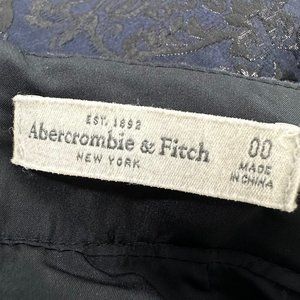 EST. 1892
Abercrombie & Fitch
NEW YORK
00
MADE
IN CHINA